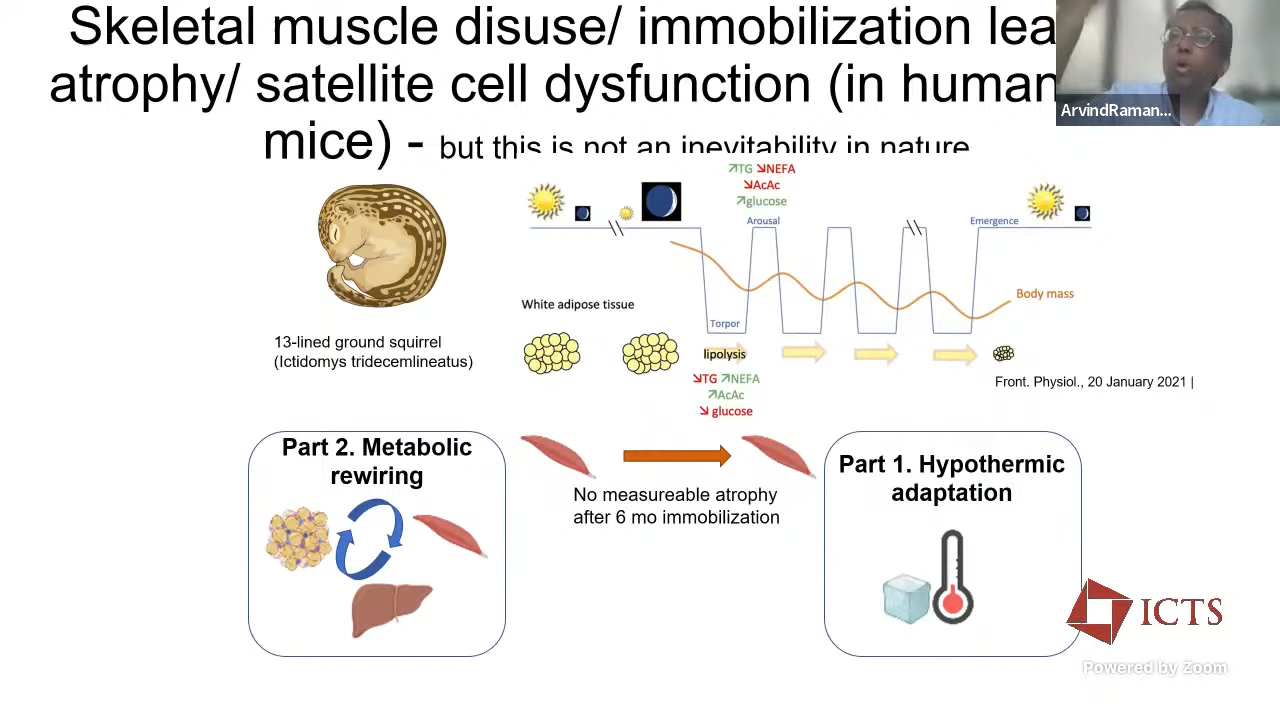 Skeletal muscle disuse/ immobilization lea
atrophy/ satellite cell dysfunction (in human
mice) - but this is not an inevitability in nature
ArvindRaman...
↗TG ↘NEFA
↘AcAc
↗glucose
Arousal
Emergence
Body mass
White adipose tissue
Torpor
lipolysis
13-lined ground squirrel
(Ictidomys tridecemlineatus)
↘TG ↗NEFA
↗AcAc
↘ glucose
Front. Physiol., 20 January 2021 |
Part 2. Metabolic
rewiring
No measureable atrophy
after 6 mo immobilization
Part 1. Hypothermic
adaptation
ICTS
Powered by Zoom